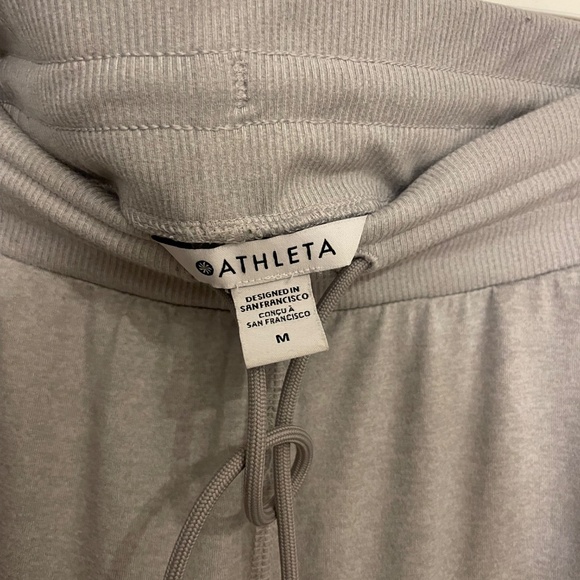 ATHLETA
DESIGNED IN
SAN FRANCISCO
CONÇU À
SAN FRANCISCO
M